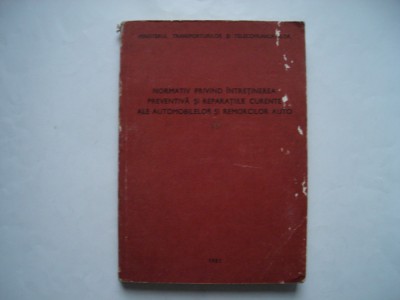 MINISTERUL TRANSPORTURILOR ȘI TELECOMUNICAȚIILOR
NORMATIV PRIVIND ÎNTREȚINEREA
PREVENTIVĂ ȘI REPARAȚIILE CURENTE
ALE AUTOMOBILELOR ȘI REMORCILOR AUTO